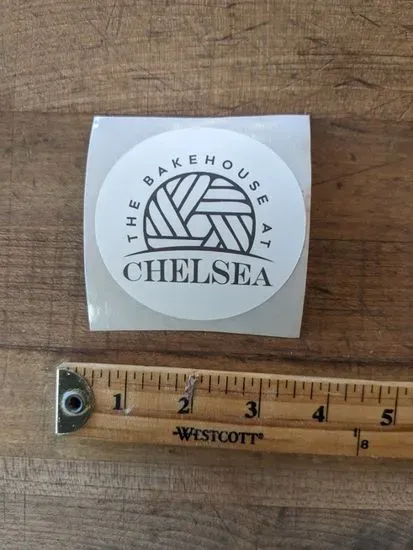 THE BAKEHOUSE AT
CHELSEA
1 2 3 4 5
WESTCOTT®
8